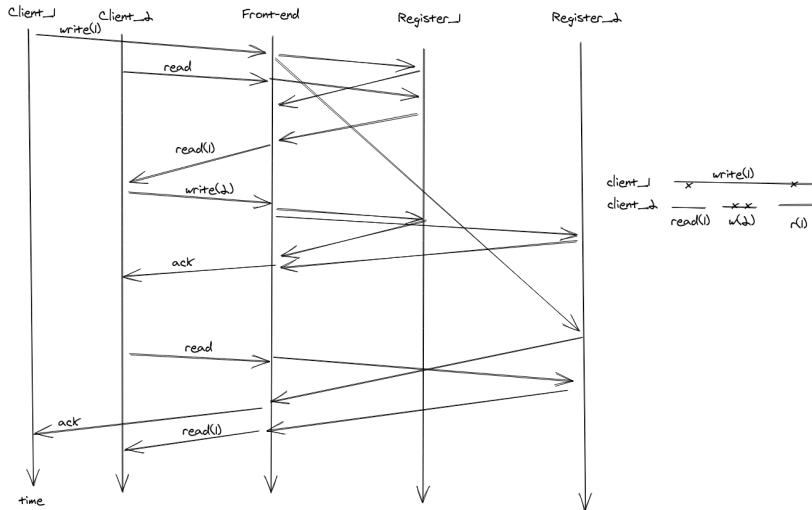 Client_1
Client_2
Front-end
Register_1
Register_2
write(1)
read
read(1)
write(2)
ack
read
ack
read(1)
time
client_1
write(1)
client_2
read(1)
w(2)
r(1)